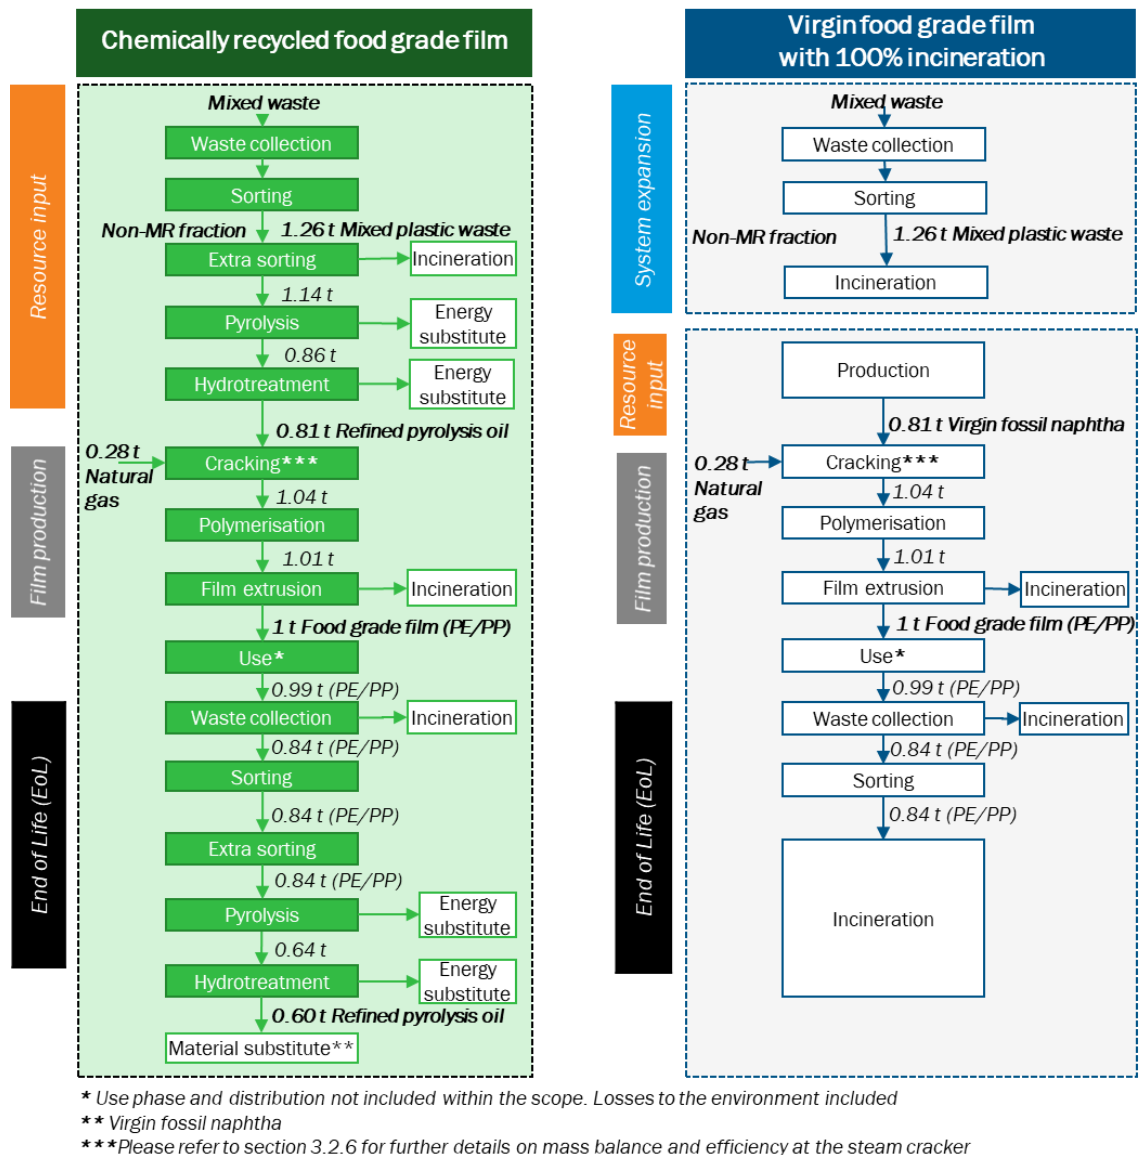 Chemically recycled food grade film
Resource input
Mixed waste
Waste collection
Sorting
Non-MR fraction
1.26 t Mixed plastic waste
Extra sorting
Incineration
1.14 t
Pyrolysis
Energy
substitute
0.86 t
Hydrotreatment
Energy
substitute
0.81 t Refined pyrolysis oil
Film production
0.28 t
Natural
gas
Cracking***
1.04 t
Polymerisation
1.01 t
Film extrusion
Incineration
1 t Food grade film (PE/PP)
Use*
0.99 t (PE/PP)
End of Life (EoL)
Waste collection
Incineration
0.84 t (PE/PP)
Sorting
0.84 t (PE/PP)
Extra sorting
0.84 t (PE/PP)
Pyrolysis
Energy
substitute
0.64 t
Hydrotreatment
Energy
substitute
0.60 t Refined pyrolysis oil
Material substitute**
Virgin food grade film
with 100% incineration
System expansion
Mixed waste
Waste collection
Sorting
Non-MR fraction
1.26 t Mixed plastic waste
Incineration
Resource
input
Production
0.81 t Virgin fossil naphtha
Film production
0.28 t
Natural
gas
Cracking***
1.04 t
Polymerisation
1.01 t
Film extrusion
Incineration
1 t Food grade film (PE/PP)
Use*
0.99 t (PE/PP)
End of Life (EoL)
Waste collection
Incineration
0.84 t (PE/PP)
Sorting
0.84 t (PE/PP)
Incineration
* Use phase and distribution not included within the scope. Losses to the environment included
** Virgin fossil naphtha
***Please refer to section 3.2.6 for further details on mass balance and efficiency at the steam cracker